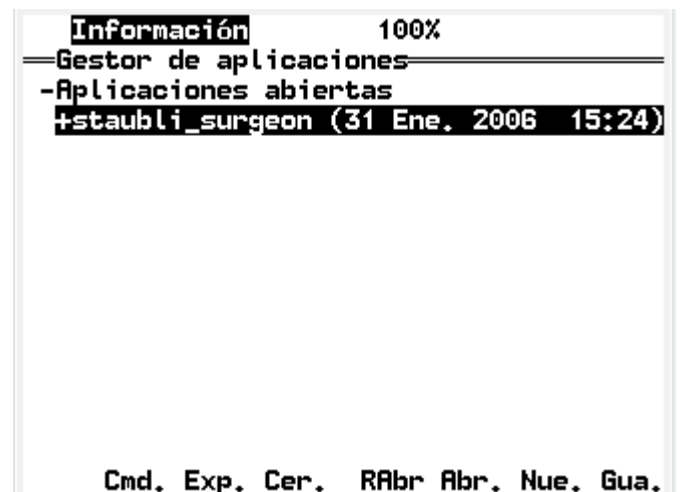 Información 100%
Gestor de aplicaciones
-Aplicaciones abiertas
+staubli_surgeon (31 Ene. 2006 15:24)
Cmd. Exp. Cer. RAbr Abr. Nue. Gua.